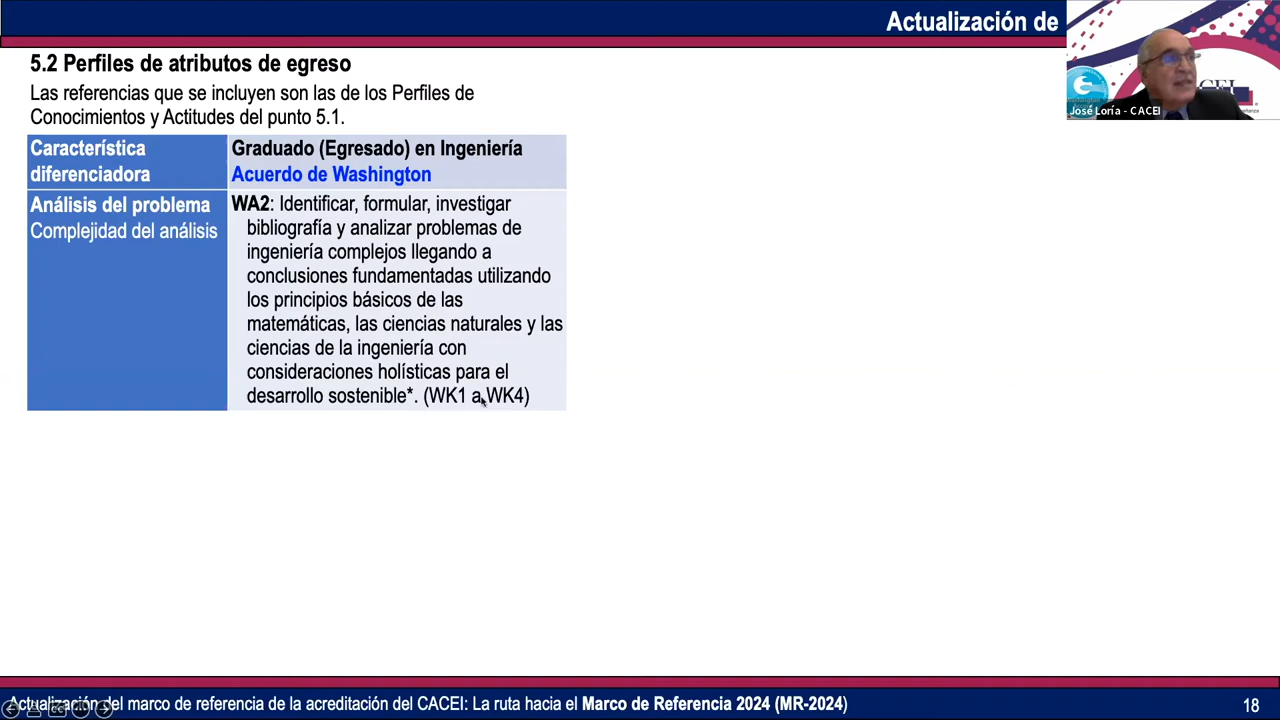 Actualización de
5.2 Perfiles de atributos de egreso
Las referencias que se incluyen son las de los Perfiles de
Conocimientos y Actitudes del punto 5.1.
Característica
diferenciadora
Graduado (Egresado) en Ingeniería
Acuerdo de Washington
Análisis del problema
Complejidad del análisis
WA2: Identificar, formular, investigar
bibliografía y analizar problemas de
ingeniería complejos llegando a
conclusiones fundamentadas utilizando
los principios básicos de las
matemáticas, las ciencias naturales y las
ciencias de la ingeniería con
consideraciones holísticas para el
desarrollo sostenible*. (WK1 a WK4)
José Loría - CACEI
Actualización del marco de referencia de la acreditación del CACEI: La ruta hacia el Marco de Referencia 2024 (MR-2024)
18